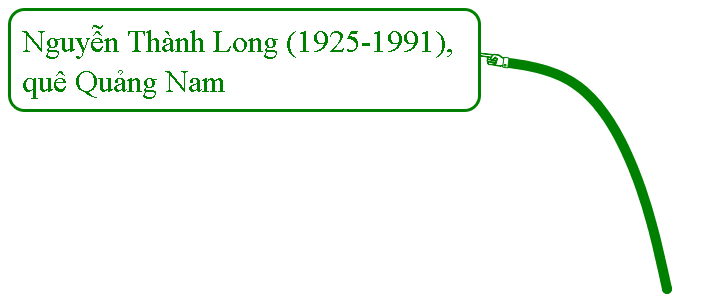 Nguyễn Thành Long (1925-1991),
quê Quảng Nam